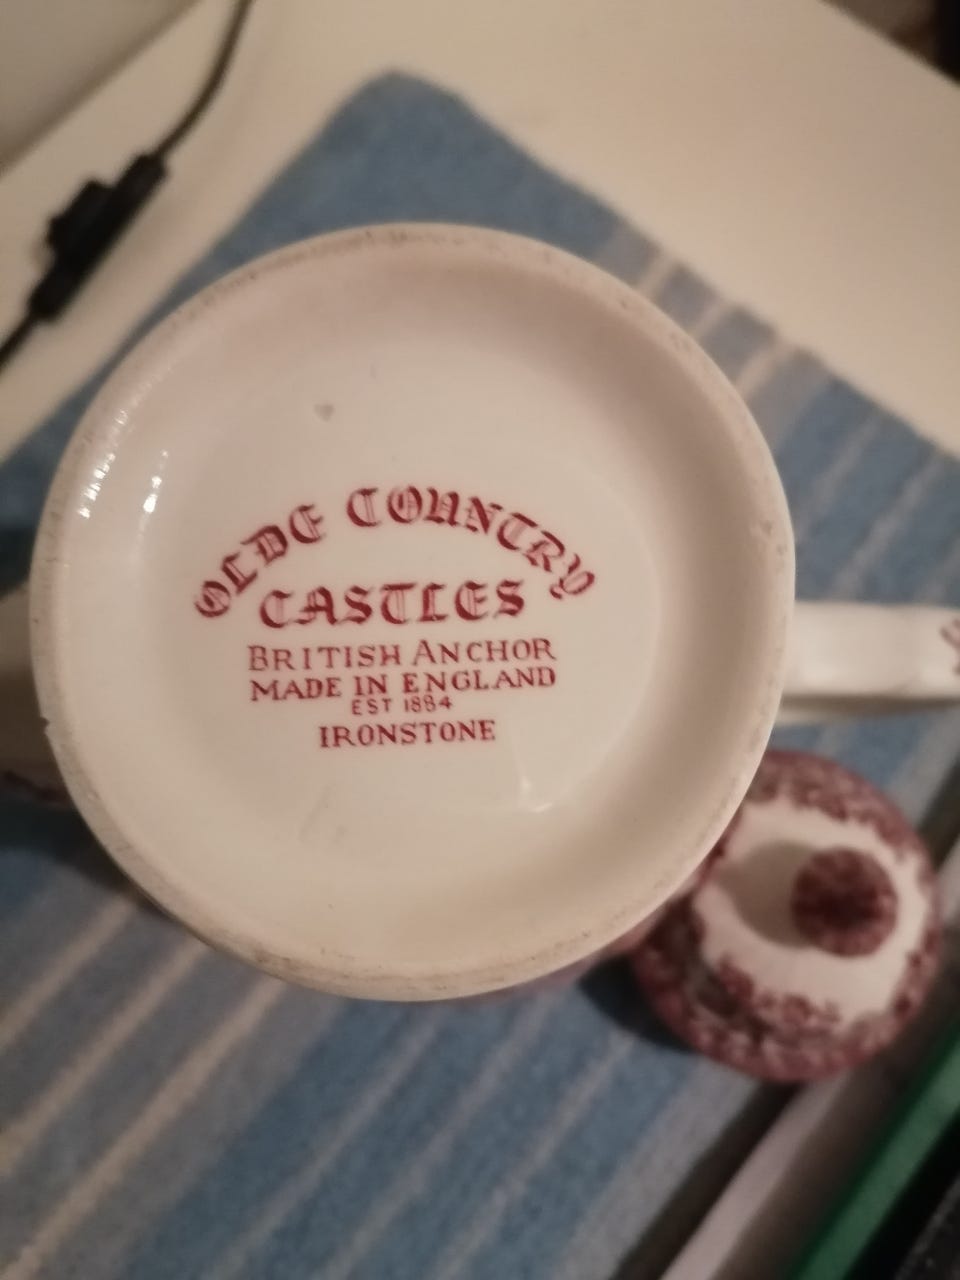 OLDE COUNTRY
CASTLES
BRITISH ANCHOR
MADE IN ENGLAND
EST 1884
IRONSTONE